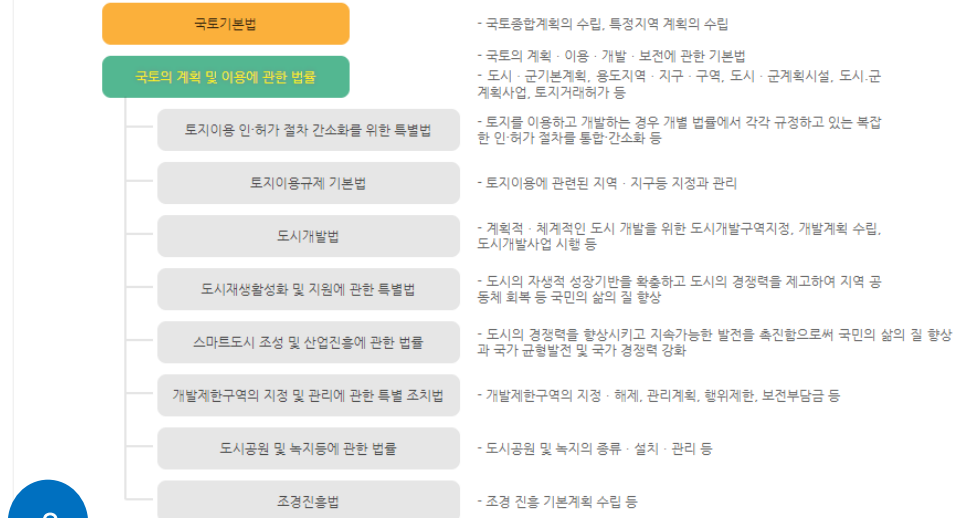 국토기본법
- 국토종합계획의 수립, 특정지역 계획의 수립
국토의 계획 및 이용에 관한 법률
- 국토의 계획 · 이용 · 개발 · 보전에 관한 기본법
- 도시 · 군기본계획, 용도지역 · 지구 · 구역, 도시 · 군계획시설, 도시.군
계획사업, 토지거래허가 등
토지이용 인·허가 절차 간소화를 위한 특별법
- 토지를 이용하고 개발하는 경우 개별 법률에서 각각 규정하고 있는 복잡
한 인·허가 절차를 통합·간소화 등
토지이용규제 기본법
- 토지이용에 관련된 지역 · 지구등 지정과 관리
도시개발법
- 계획적 · 체계적인 도시 개발을 위한 도시개발구역지정, 개발계획 수립,
도시개발사업 시행 등
도시재생활성화 및 지원에 관한 특별법
- 도시의 자생적 성장기반을 확충하고 도시의 경쟁력을 제고하여 지역 공
동체 회복 등 국민의 삶의 질 향상
스마트도시 조성 및 산업진흥에 관한 법률
- 도시의 경쟁력을 향상시키고 지속가능한 발전을 촉진함으로써 국민의 삶의 질 향상
과 국가 균형발전 및 국가 경쟁력 강화
개발제한구역의 지정 및 관리에 관한 특별 조치법
- 개발제한구역의 지정 · 해제, 관리계획, 행위제한, 보전부담금 등
도시공원 및 녹지등에 관한 법률
- 도시공원 및 녹지의 종류 · 설치 · 관리 등
조경진흥법
- 조경 진흥 기본계획 수립 등